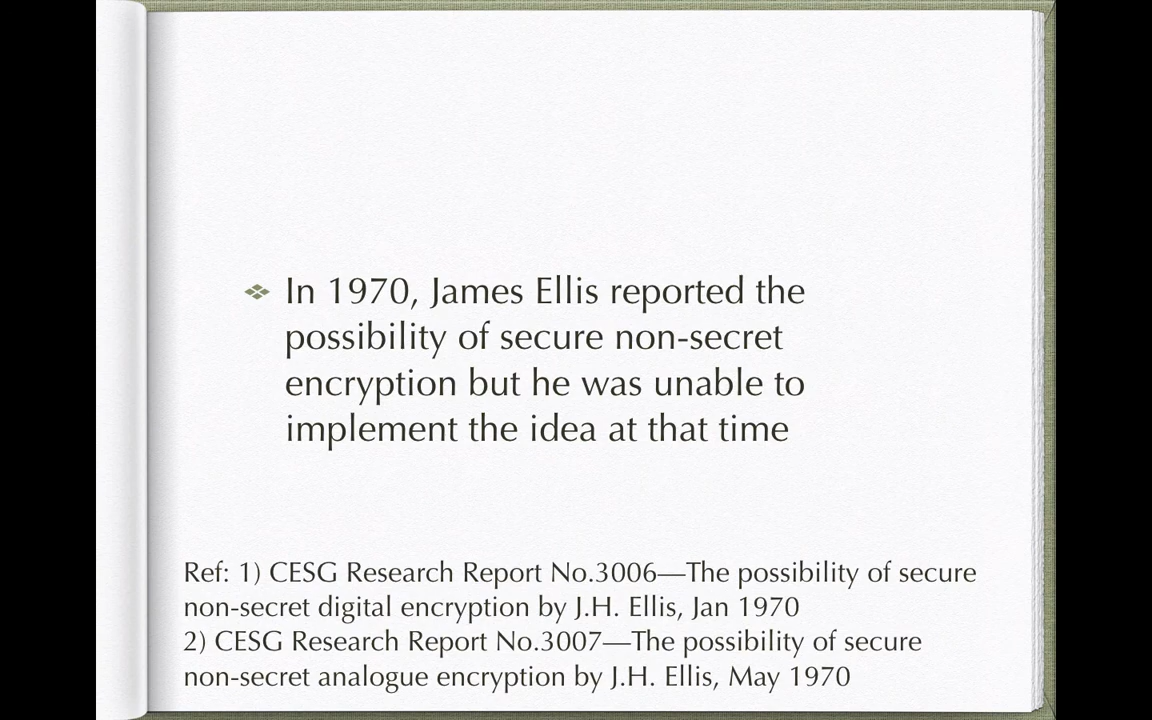 In 1970, James Ellis reported the
possibility of secure non-secret
encryption but he was unable to
implement the idea at that time
Ref: 1) CESG Research Report No.3006—The possibility of secure
non-secret digital encryption by J.H. Ellis, Jan 1970
2) CESG Research Report No.3007—The possibility of secure
non-secret analogue encryption by J.H. Ellis, May 1970